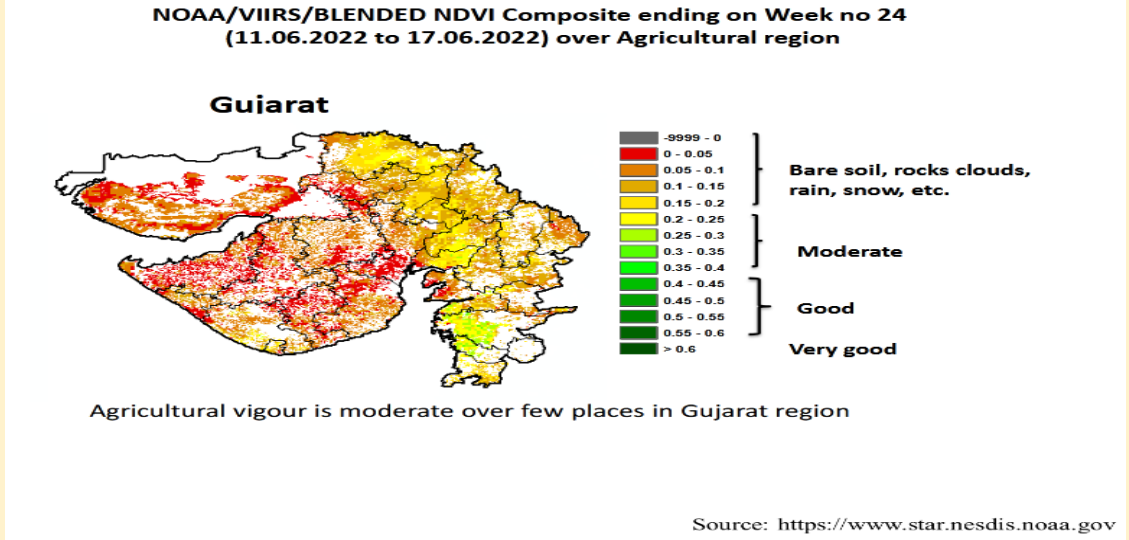 NOAA/VIIRS/BLENDED NDVI Composite ending on Week no 24
(11.06.2022 to 17.06.2022) over Agricultural region
Gujarat
-9999 - 0
0 - 0.05
0.05 - 0.1
0.1 - 0.15
0.15 - 0.2
0.2 - 0.25
0.25 - 0.3
0.3 - 0.35
0.35 - 0.4
0.4 - 0.45
0.45 - 0.5
0.5 - 0.55
0.55 - 0.6
> 0.6
Bare soil, rocks clouds,
rain, snow, etc.
Moderate
Good
Very good
Agricultural vigour is moderate over few places in Gujarat region
Source: https://www.star.nesdis.noaa.gov